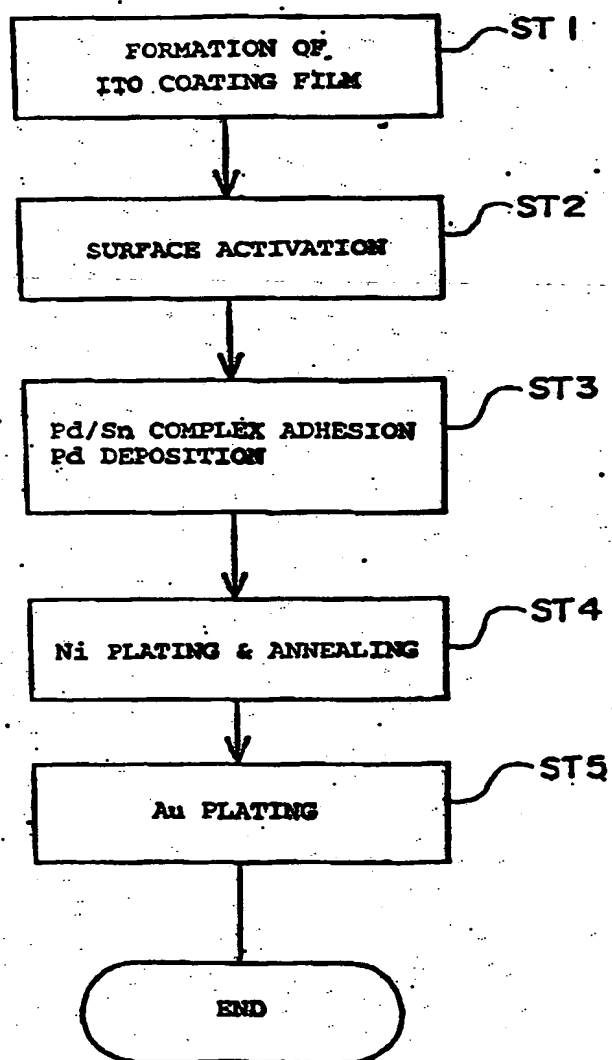 FORMATION OF
ITO COATING FILM
ST1
SURFACE ACTIVATION
ST2
Pd/Sn COMPLEX ADHESION
Pd DEPOSITION
ST3
Ni PLATING & ANNEALING
ST4
Au PLATING
ST5
END